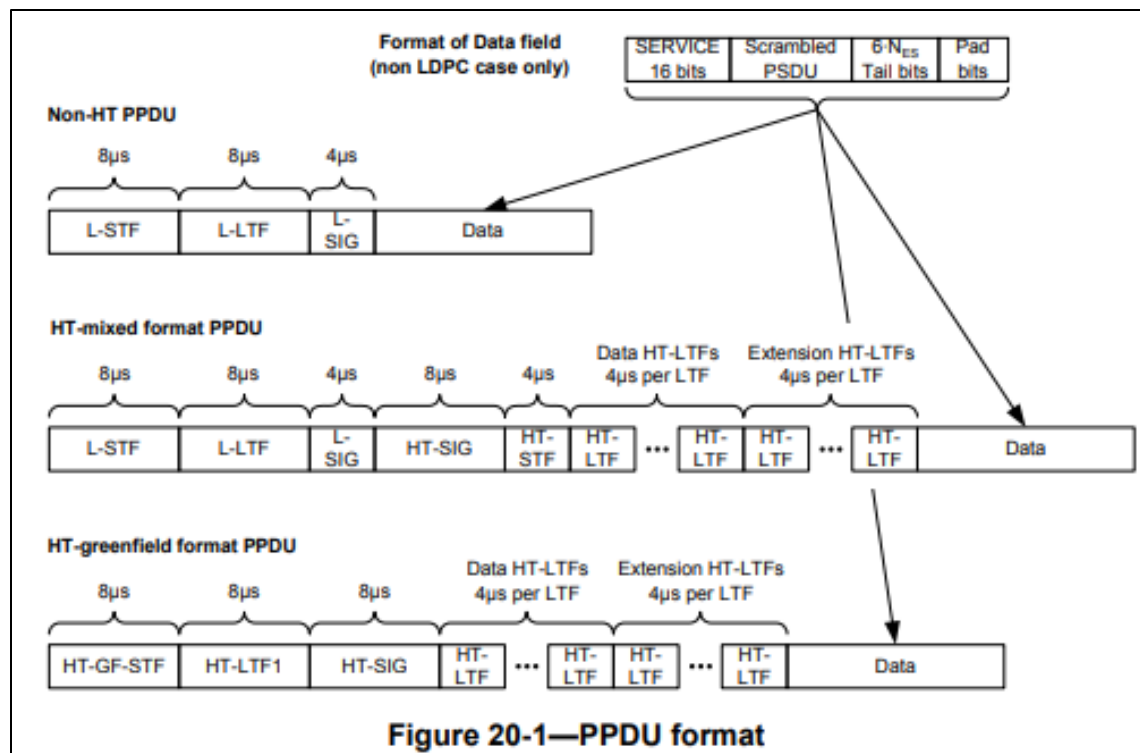 Format of Data field
(non LDPC case only)
SERVICE
16 bits
Scrambled
PSDU
6·N_ES
Tail bits
Pad
bits
Non-HT PPDU
8µs 8µs 4µs
L-STF L-LTF L-
SIG Data
HT-mixed format PPDU
Data HT-LTFs
4µs per LTF
Extension HT-LTFs
4µs per LTF
8µs 8µs 4µs 8µs 4µs
L-STF L-LTF L-
SIG HT-SIG HT-
STF HT-
LTF ••• HT-
LTF HT-
LTF ••• HT-
LTF Data
HT-greenfield format PPDU
Data HT-LTFs
4µs per LTF
Extension HT-LTFs
4µs per LTF
8µs 8µs 8µs
HT-GF-STF HT-LTF1 HT-SIG HT-
LTF ••• HT-
LTF HT-
LTF ••• HT-
LTF Data
Figure 20-1—PPDU format